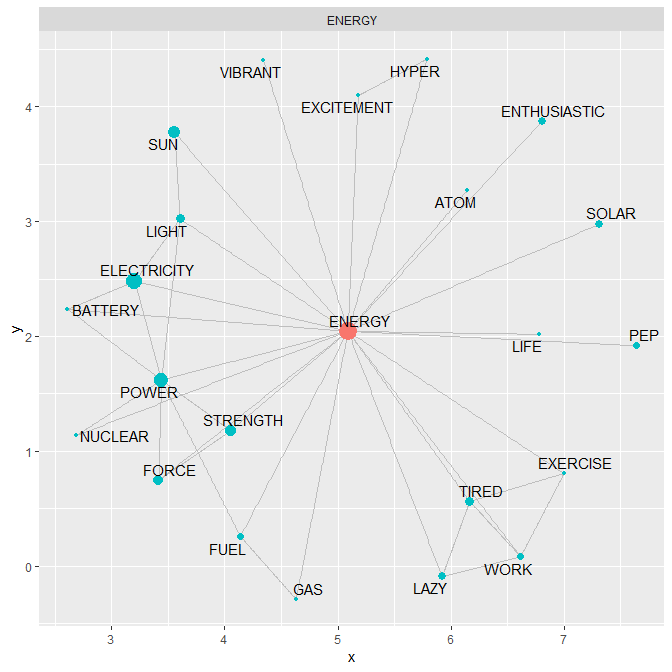 ENERGY
HYPER
VIBRANT
EXCITEMENT
ENTHUSIASTIC
4
SUN
ATOM
SOLAR
3
LIGHT
ELECTRICITY
BATTERY
ENERGY
y
2
LIFE
PEP
POWER
STRENGTH
NUCLEAR
1
FORCE
EXERCISE
TIRED
FUEL
WORK
0
GAS
LAZY
3 4 5 6 7
x